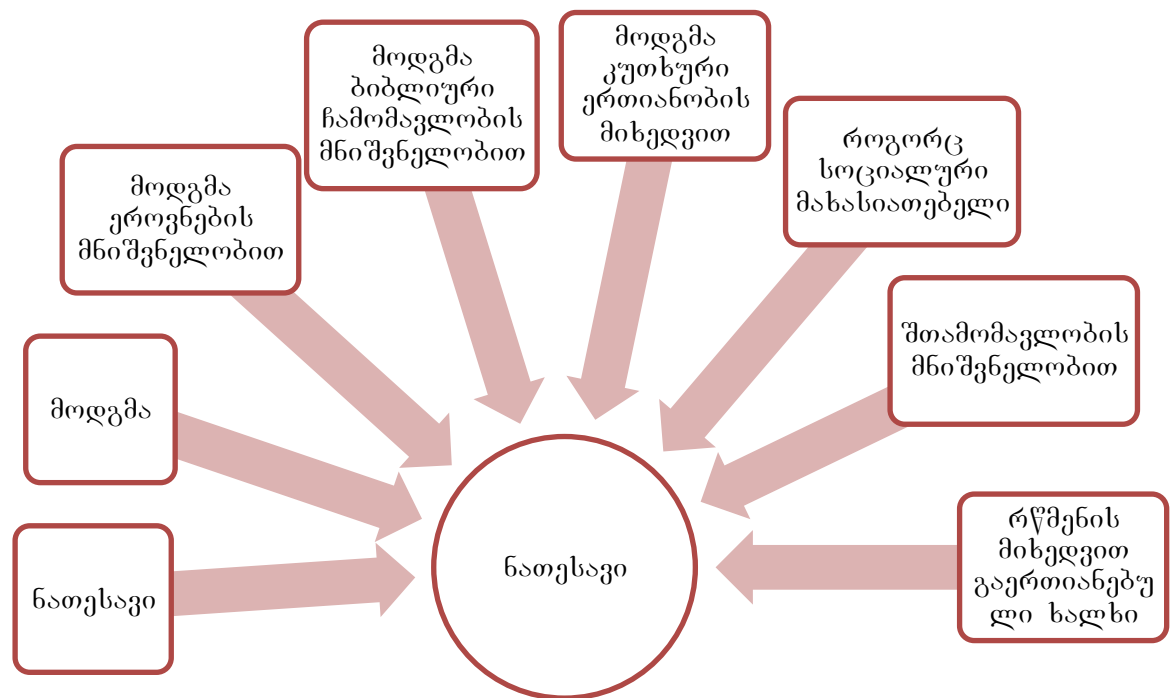 ნათესავი
მოდგმა
მოდგმა
ეროვნების
მნიშვნელობით
მოდგმა
ბიბლიური
ჩამომავლობის
მნიშვნელობით
მოდგმა
კუთხური
ერთიანობის
მიხედვით
როგორც
სოციალური
მახასიათებელი
შთამომავლობის
მნიშვნელობით
რწმენის
მიხედვით
გაერთიანებუ
ლი ხალხი
ნათესავი